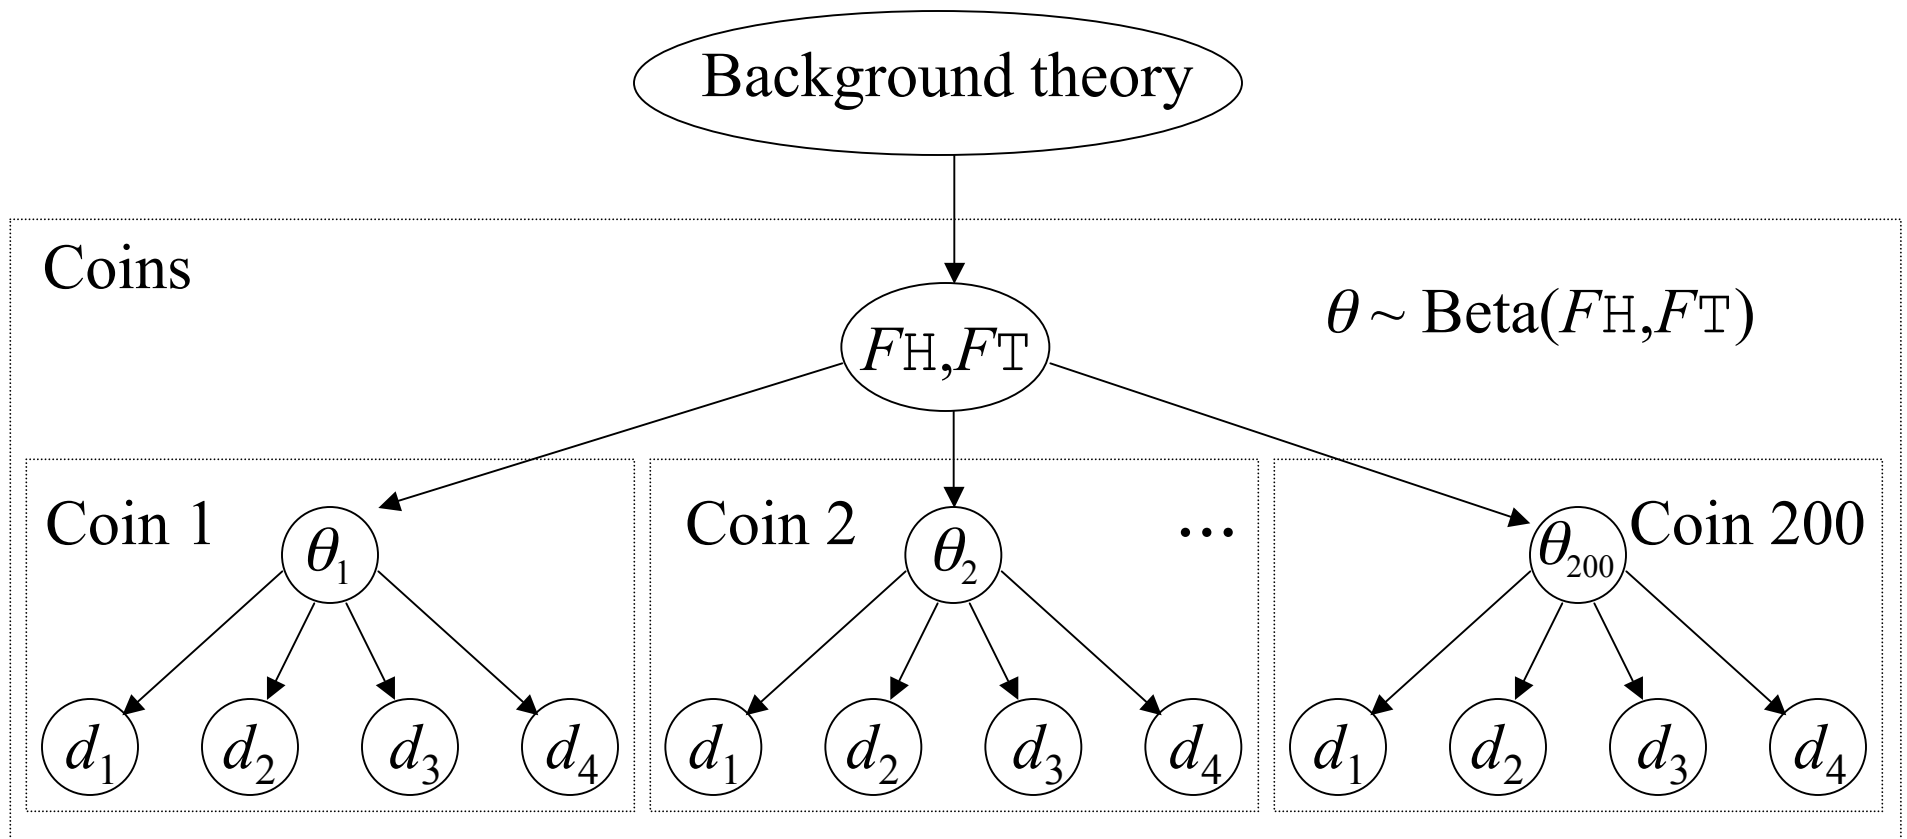 Background theory
Coins
θ ~ Beta(FH,FT)
FH,FT
Coin 1
θ₁
Coin 2
θ₂
...
θ₂₀₀
Coin 200
d₁ d₂ d₃ d₄ d₁ d₂ d₃ d₄ d₁ d₂ d₃ d₄